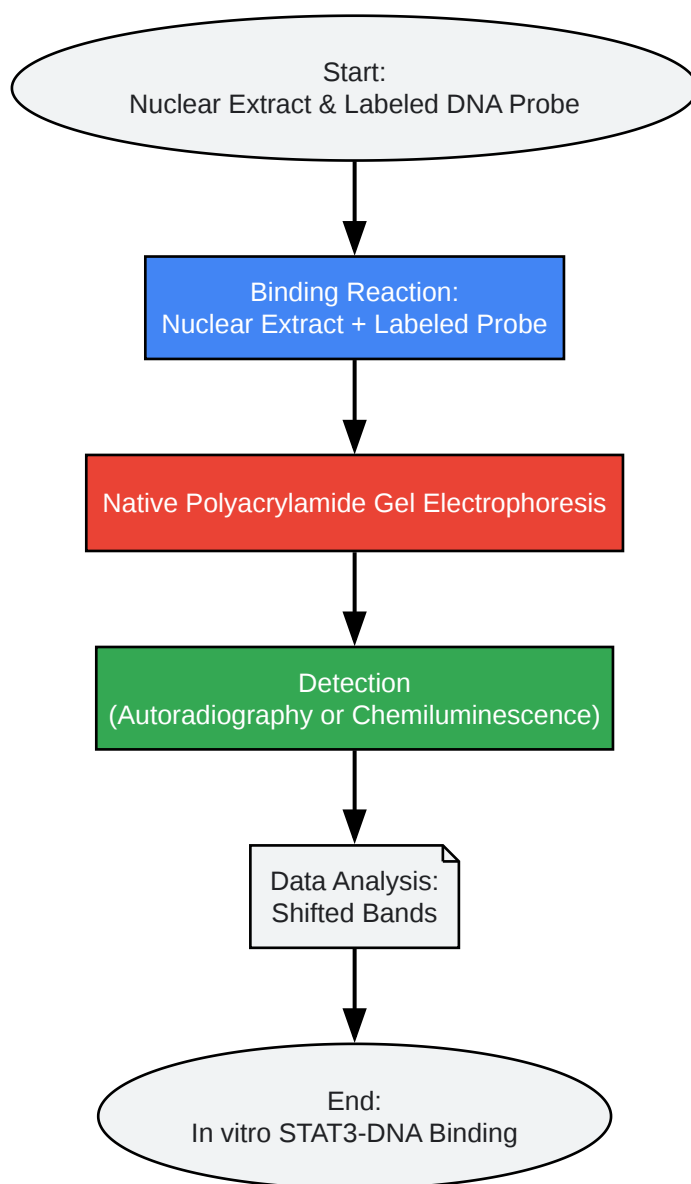 Start:
Nuclear Extract & Labeled DNA Probe
Binding Reaction:
Nuclear Extract + Labeled Probe
Native Polyacrylamide Gel Electrophoresis
Detection
(Autoradiography or Chemiluminescence)
Data Analysis:
Shifted Bands
End:
In vitro STAT3-DNA Binding